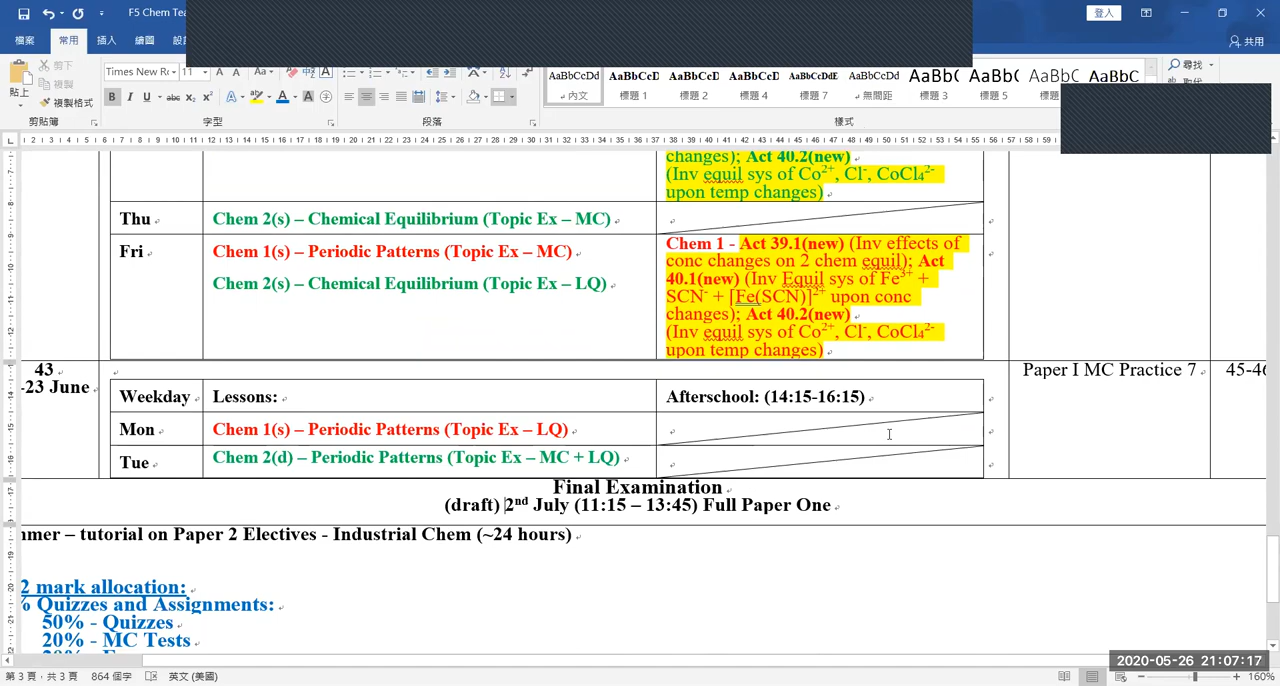 F5 Chem Tea
登入
檔案
常用
插入
繪圖
共用
貼上
剪下
複製
複製格式
Times New Ro
11
剪貼簿
字型
段落
樣式
AaBbCcDd
AaBbCcD
AaBbCcD
AaBbCcD
AaBbCcDdE
AaBbCcDd
AaBbC
AaBbC
AaBbC
AaBbC
內文
標題 1
標題 2
標題 4
標題 7
無間距
標題 3
標題 5
尋找
changes); Act 40.2(new)
(Inv equil sys of Co2+, Cl-, CoCl42-
upon temp changes)
Thu
Chem 2(s) – Chemical Equilibrium (Topic Ex – MC)
Fri
Chem 1(s) – Periodic Patterns (Topic Ex – MC)
Chem 2(s) – Chemical Equilibrium (Topic Ex – LQ)
Chem 1 - Act 39.1(new) (Inv effects of
conc changes on 2 chem equil); Act
40.1(new) (Inv Equil sys of Fe3+ +
SCN- + [Fe(SCN)]2+ upon conc
changes); Act 40.2(new)
(Inv equil sys of Co2+, Cl-, CoCl42-
upon temp changes)
43
-23 June
Weekday
Lessons:
Afterschool: (14:15-16:15)
Mon
Chem 1(s) – Periodic Patterns (Topic Ex – LQ)
Tue
Chem 2(d) – Periodic Patterns (Topic Ex – MC + LQ)
Paper I MC Practice 7
45-46
Final Examination
(draft) 2nd July (11:15 – 13:45) Full Paper One
mmer – tutorial on Paper 2 Electives - Industrial Chem (~24 hours)
2 mark allocation:
% Quizzes and Assignments:
50% - Quizzes
20% - MC Tests
2020-05-26 21:07:17
第 3 頁，共 3 頁
864 個字
英文 (美國)
160%